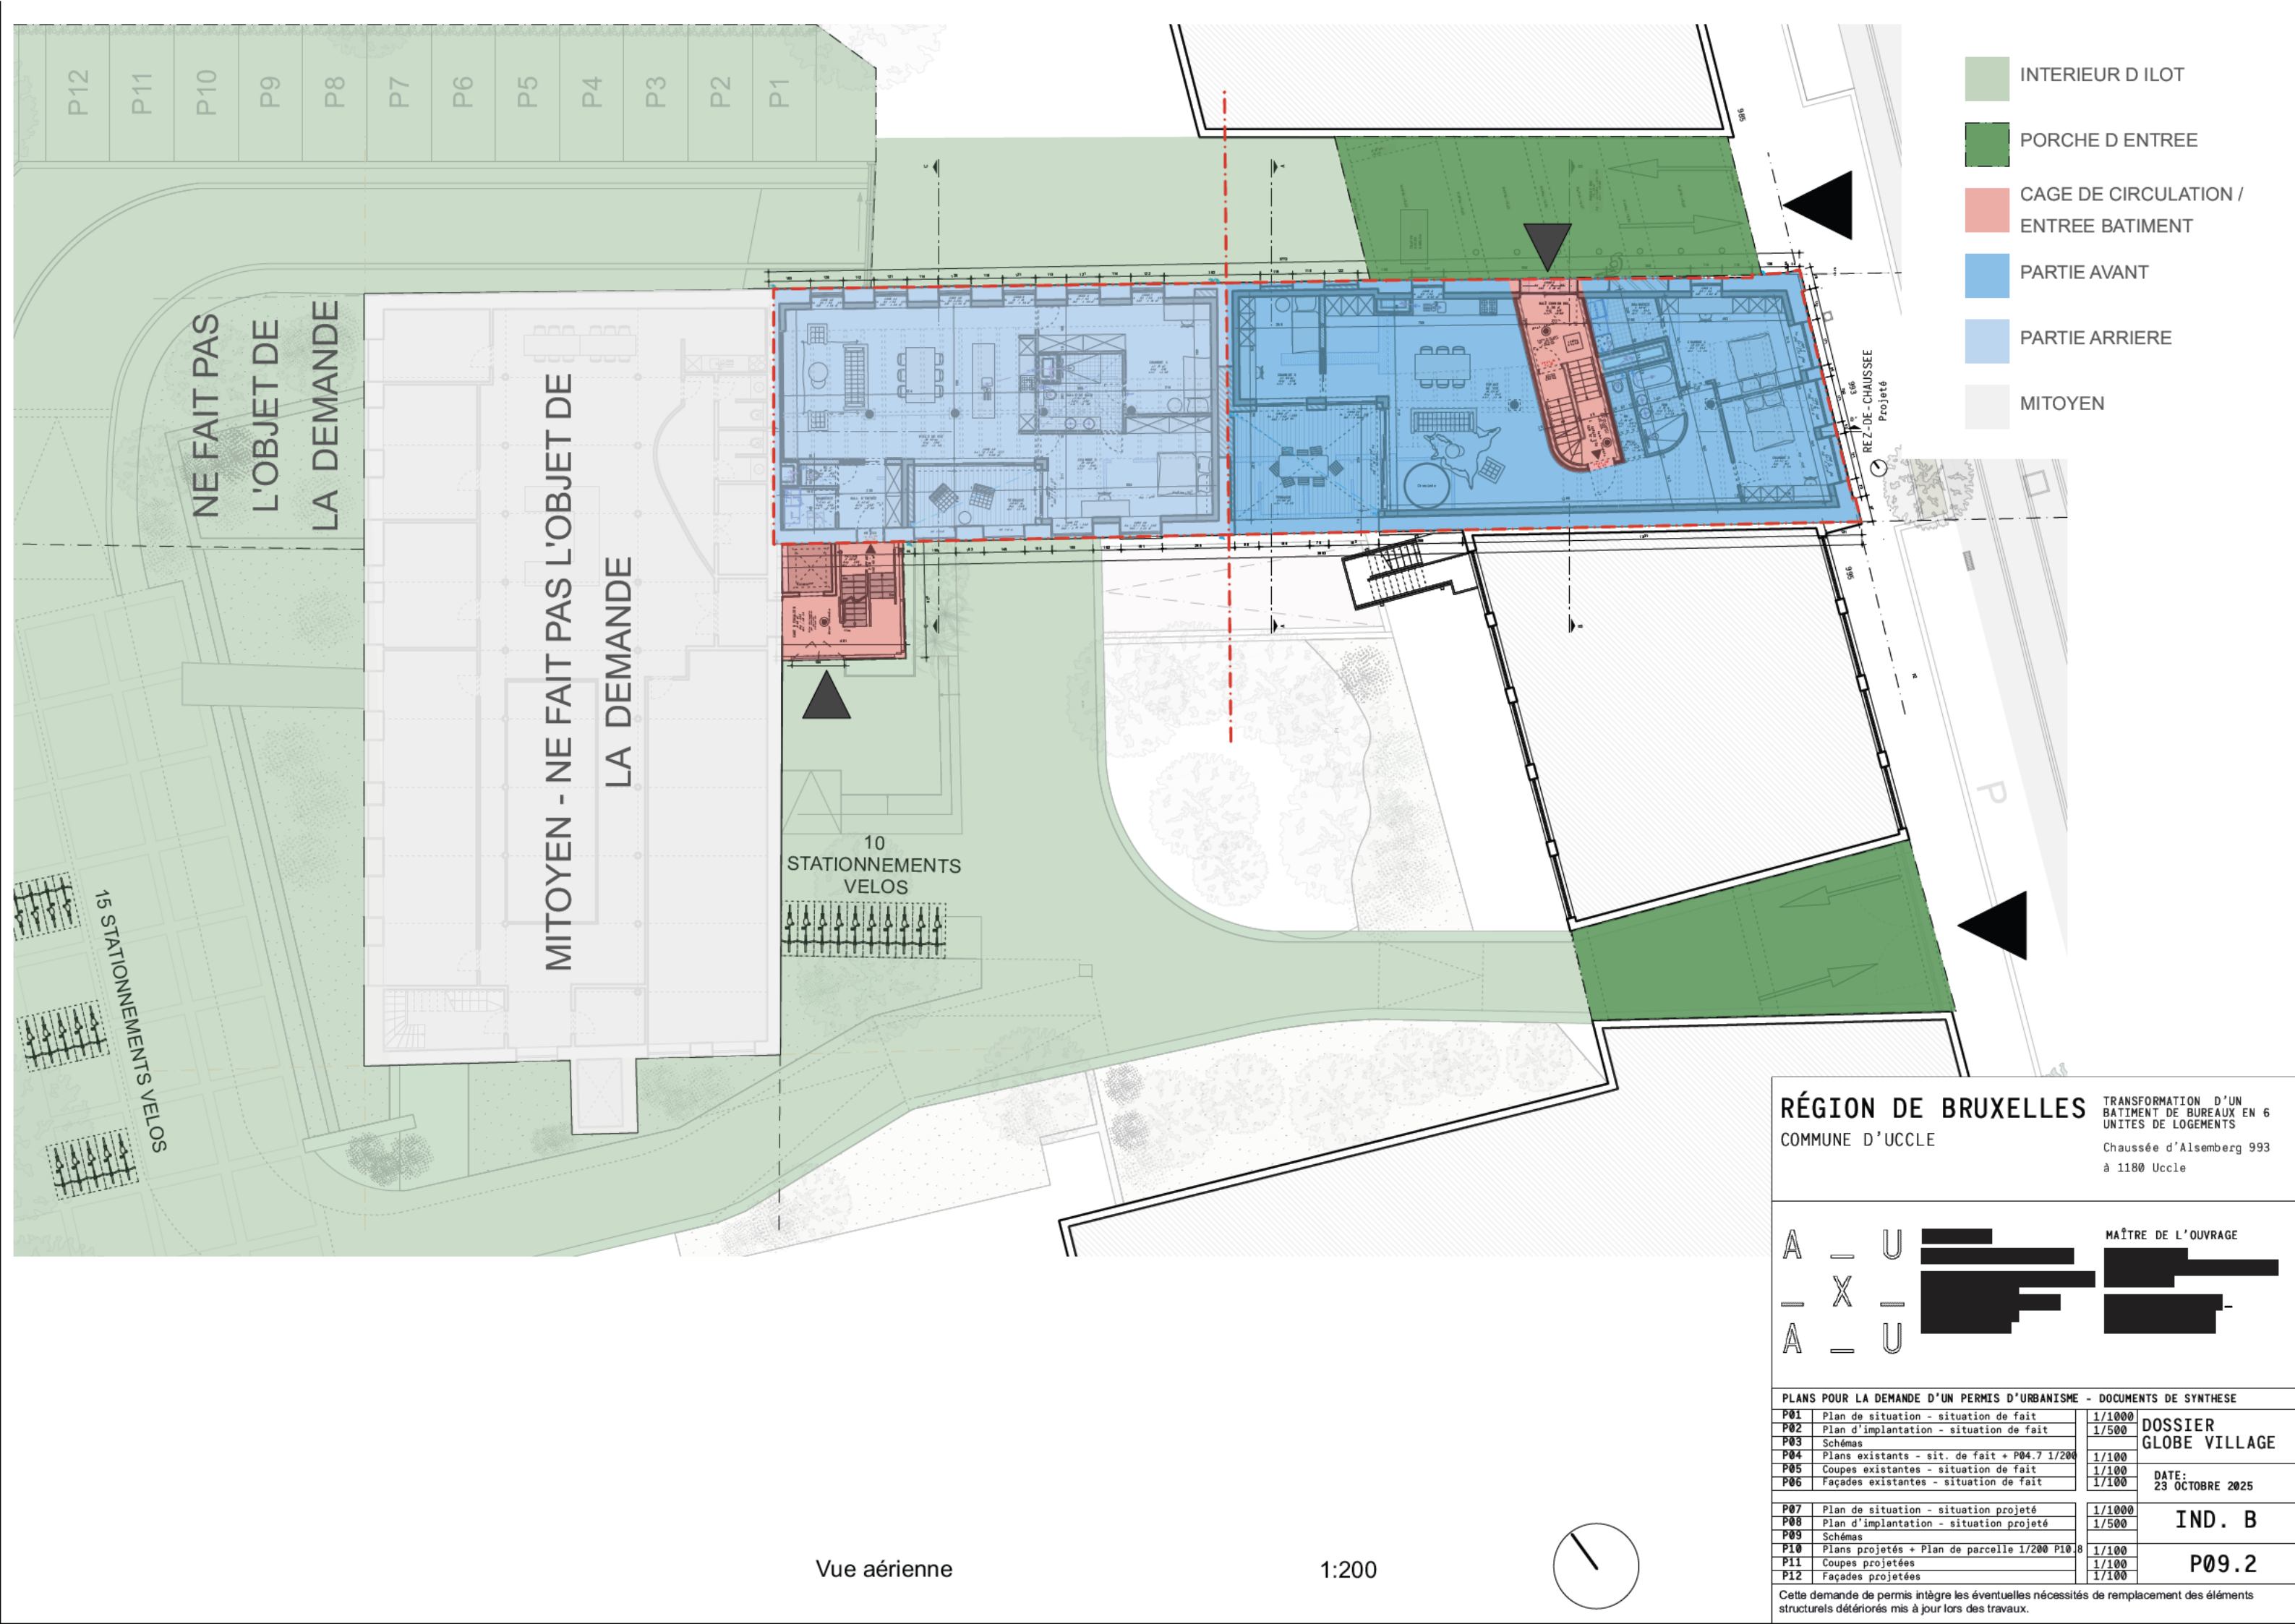 P12
P11
P10
P9
P8
P7
P6
P5
P4
P3
P2
P1
INTERIEUR D ILOT
PORCHE D ENTREE
CAGE DE CIRCULATION /
ENTREE BATIMENT
PARTIE AVANT
PARTIE ARRIERE
MITOYEN
985
993
995
REZ-DE-CHAUSSEE
Projeté
NE FAIT PAS
L'OBJET DE
LA DEMANDE
MITOYEN - NE FAIT PAS L'OBJET DE
LA DEMANDE
10
STATIONNEMENTS
VELOS
15 STATIONNEMENTS VELOS
P
RÉGION DE BRUXELLES
COMMUNE D'UCCLE
TRANSFORMATION D'UN
BATIMENT DE BUREAUX EN 6
UNITES DE LOGEMENTS
Chaussée d'Alsemberg 993
à 1180 Uccle
A _ U
_ X _
A _ U
MAÎTRE DE L'OUVRAGE
PLANS POUR LA DEMANDE D'UN PERMIS D'URBANISME - DOCUMENTS DE SYNTHESE
P01 Plan de situation - situation de fait 1/1000
P02 Plan d'implantation - situation de fait 1/500
P03 Schémas
P04 Plans existants - sit. de fait + P04.7 1/200 1/100
P05 Coupes existantes - situation de fait 1/100
P06 Façades existantes - situation de fait 1/100
P07 Plan de situation - situation projeté 1/1000
P08 Plan d'implantation - situation projeté 1/500
P09 Schémas
P10 Plans projetés + Plan de parcelle 1/200 P10.8 1/100
P11 Coupes projetées 1/100
P12 Façades projetées 1/100
DOSSIER
GLOBE VILLAGE
DATE:
23 OCTOBRE 2025
IND. B
P09.2
Cette demande de permis intègre les éventuelles nécessités de remplacement des éléments
structurels détériorés mis à jour lors des travaux.
Vue aérienne
1:200